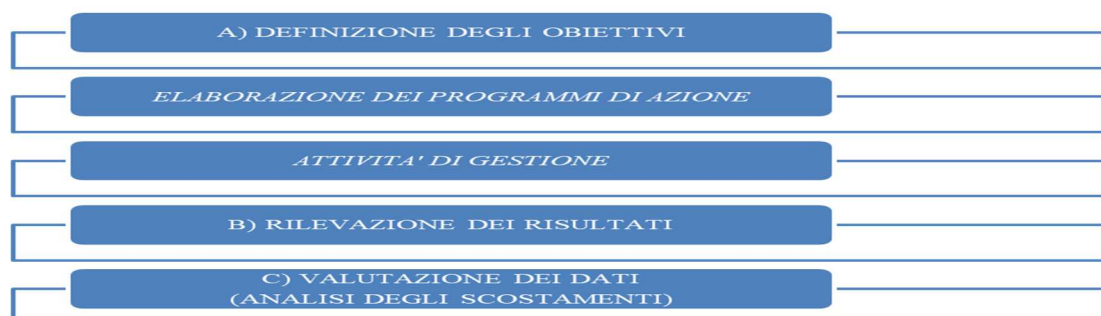 A) DEFINIZIONE DEGLI OBIETTIVI
ELABORAZIONE DEI PROGRAMMI DI AZIONE
ATTIVITA' DI GESTIONE
B) RILEVAZIONE DEI RISULTATI
C) VALUTAZIONE DEI DATI
(ANALISI DEGLI SCOSTAMENTI)